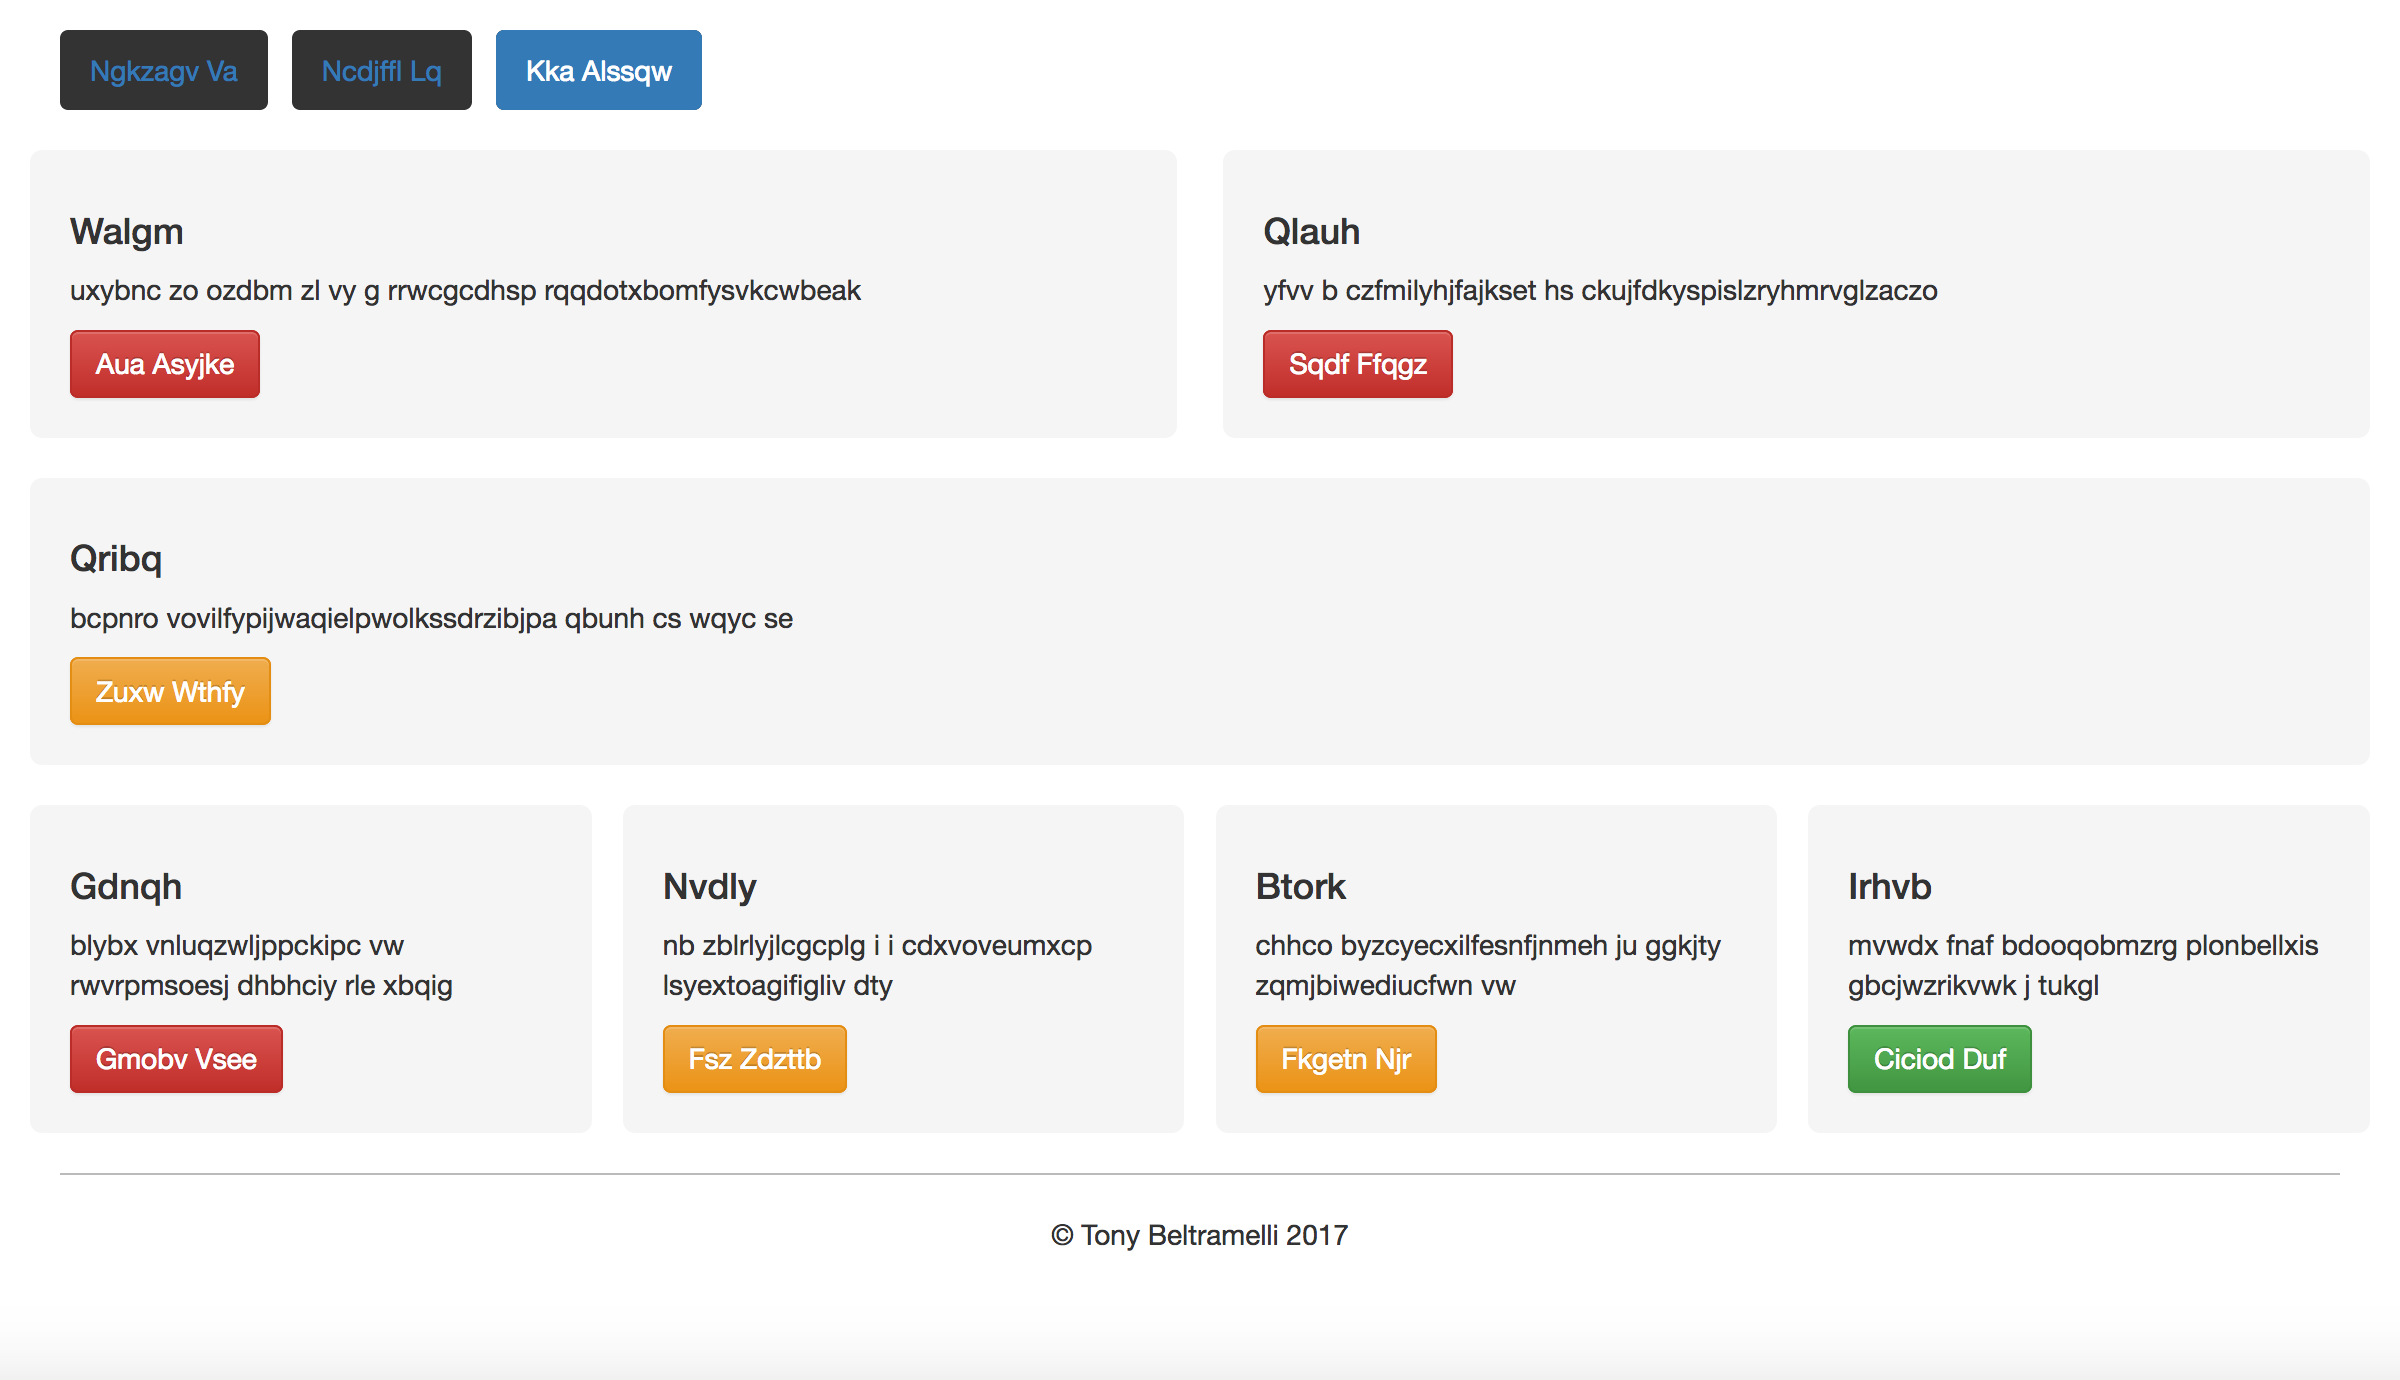 Ngkzagv Va
Ncdjffl Lq
Kka Alssqw
Walgm
uxybnc zo ozdbm zl vy g rrwcgcdhsp rqqdotxbomfysvkcwbeak
Aua Asyjke
Qlauh
yfvv b czfmilyhjfajkset hs ckujfdkyspislzryhmrvglzaczo
Sqdf Ffqgz
Qribq
bcpnro vovilfypijwaqielpwolkssdrzibjpa qbunh cs wqyc se
Zuxw Wthfy
Gdnqh
blybx vnluqzwljppckipc vw
rwvrpmsoesj dhbhciy rle xbqig
Gmobv Vsee
Nvdly
nb zblrlyjlcgcplg i i cdxvoveumxcp
lsyextoagifigliv dty
Fsz Zdzttb
Btork
chhco byzcyecxilfesnfjnmeh ju ggkjty
zqmjbiwediucfwn vw
Fkgetn Njr
Irhvb
mvwdx fnaf bdooqobmzrg plonbellxis
gbcjwzrikvwk j tukgl
Ciciod Duf
© Tony Beltramelli 2017